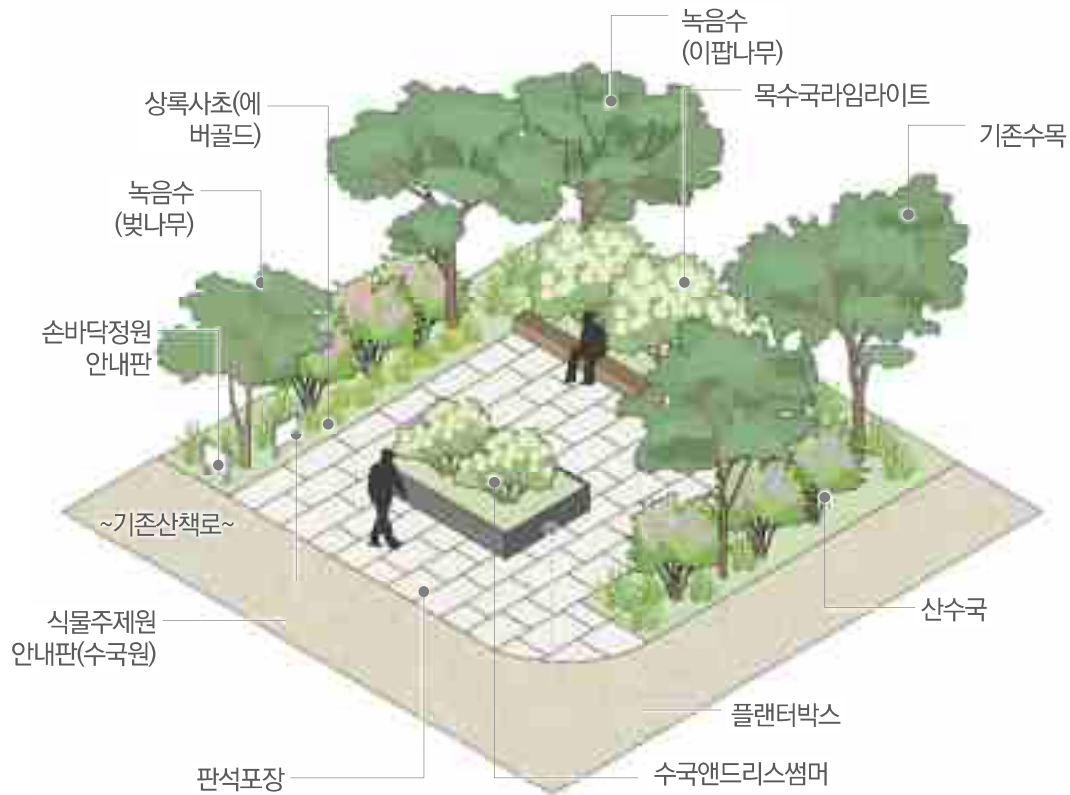 녹음수
(이팝나무)
목수국라임라이트
상록사초(에
버골드)
기존수목
녹음수
(벚나무)
손바닥정원
안내판
~기존산책로~
식물주제원
안내판(수국원)
산수국
플랜터박스
판석포장
수국앤드리스썸머